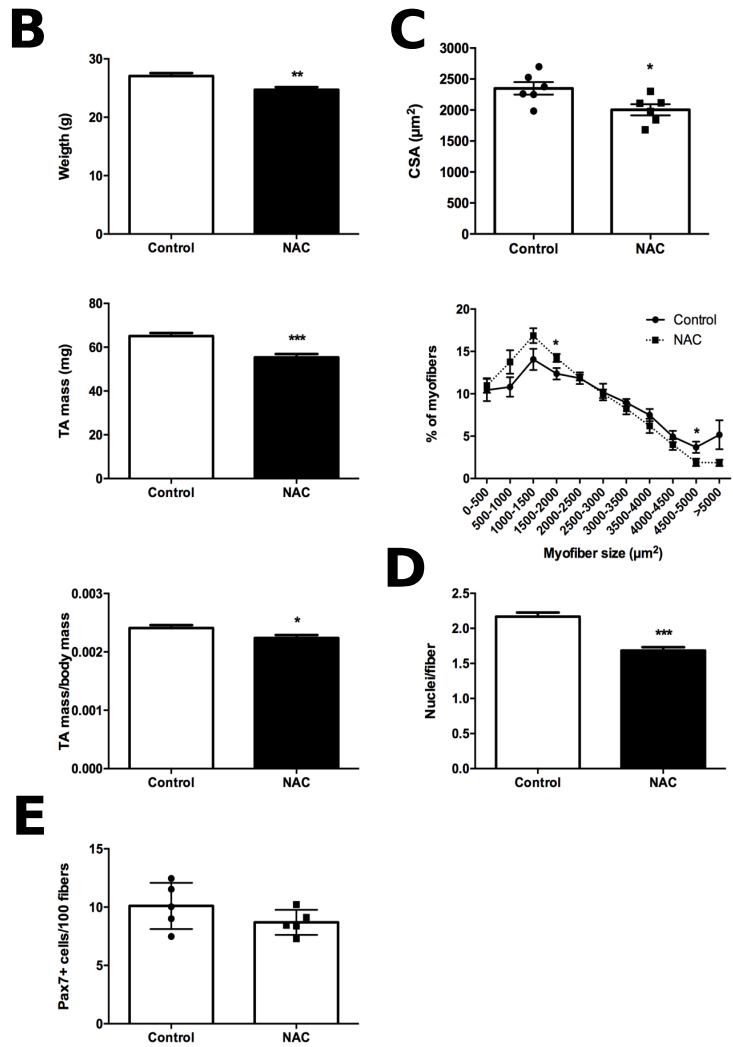 B
30
20
10
0
Weigth (g)
**
Control
NAC
80
60
40
20
0
TA mass (mg)
***
Control
NAC
0.003
0.002
0.001
0.000
TA mass/body mass
*
Control
NAC
C
3000
2500
2000
1500
1000
500
0
CSA (µm²)
*
Control
NAC
20
15
10
5
0
% of myofibers
Control
NAC
*
*
0-500
500-1000
1000-1500
1500-2000
2000-2500
2500-3000
3000-3500
3500-4000
4000-4500
4500-5000
>5000
Myofiber size (µm²)
D
2.5
2.0
1.5
1.0
0.5
0.0
Nuclei/fiber
***
Control
NAC
E
15
10
5
0
Pax7+ cells/100 fibers
Control
NAC